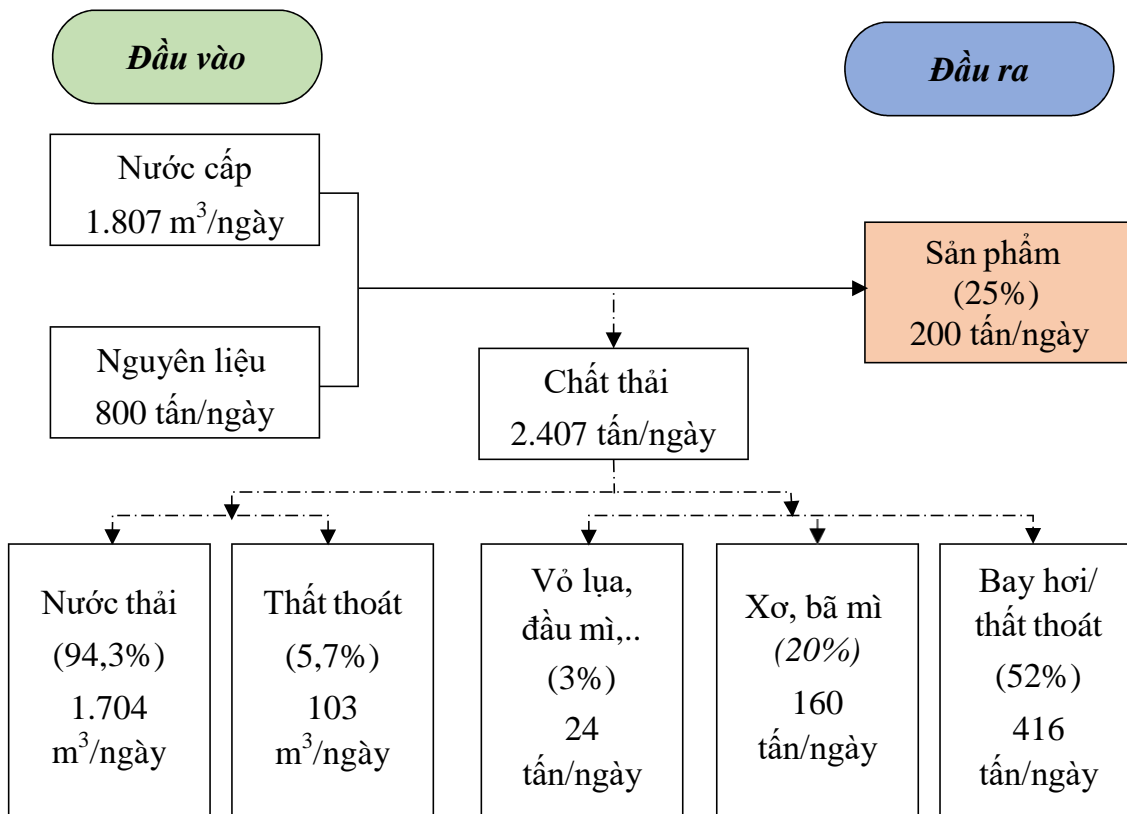 Đầu vào
Đầu ra
Nước cấp
1.807 m³/ngày
Sản phẩm
(25%)
200 tấn/ngày
Nguyên liệu
800 tấn/ngày
Chất thải
2.407 tấn/ngày
Nước thải
(94,3%)
1.704
m³/ngày
Thất thoát
(5,7%)
103
m³/ngày
Vỏ lụa,
đầu mì,..
(3%)
24
tấn/ngày
Xơ, bã mì
(20%)
160
tấn/ngày
Bay hơi/
thất thoát
(52%)
416
tấn/ngày